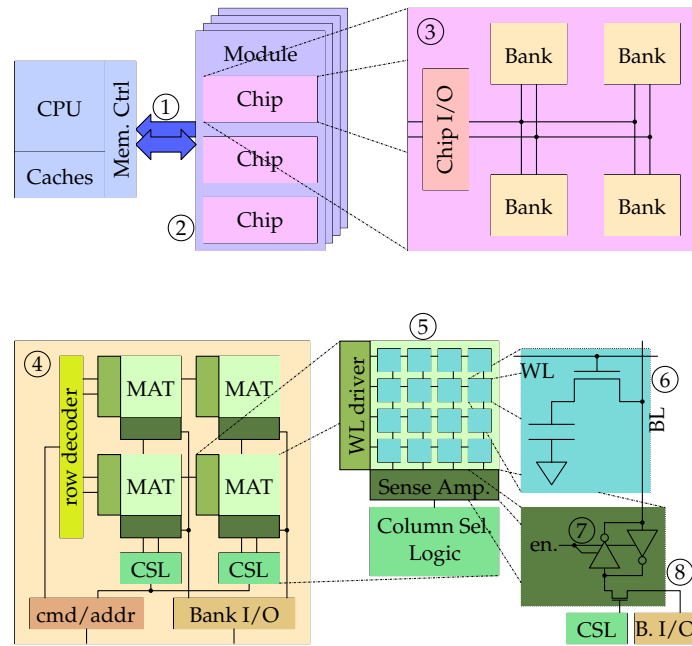 CPU
Caches
Mem. Ctrl
①
②
Module
Chip
Chip
Chip
③
Chip I/O
Bank
Bank
Bank
Bank
④
row decoder
MAT
MAT
MAT
MAT
CSL
CSL
cmd/addr
Bank I/O
⑤
WL driver
Sense Amp.
Column Sel.
Logic
WL
⑥
BL
en.
⑦
⑧
CSL
B. I/O